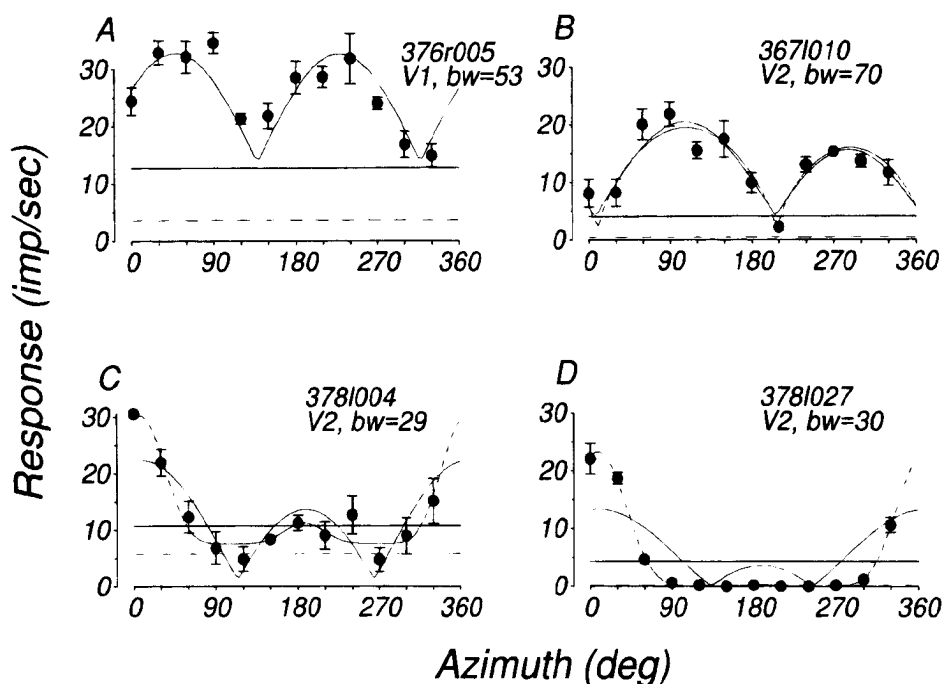 A
376r005
V1, bw=53
30
20
10
0
0 90 180 270 360
B
367l010
V2, bw=70
30
20
10
0
0 90 180 270 360
C
378l004
V2, bw=29
30
20
10
0
0 90 180 270 360
D
378l027
V2, bw=30
30
20
10
0
0 90 180 270 360
Response (imp/sec)
Azimuth (deg)